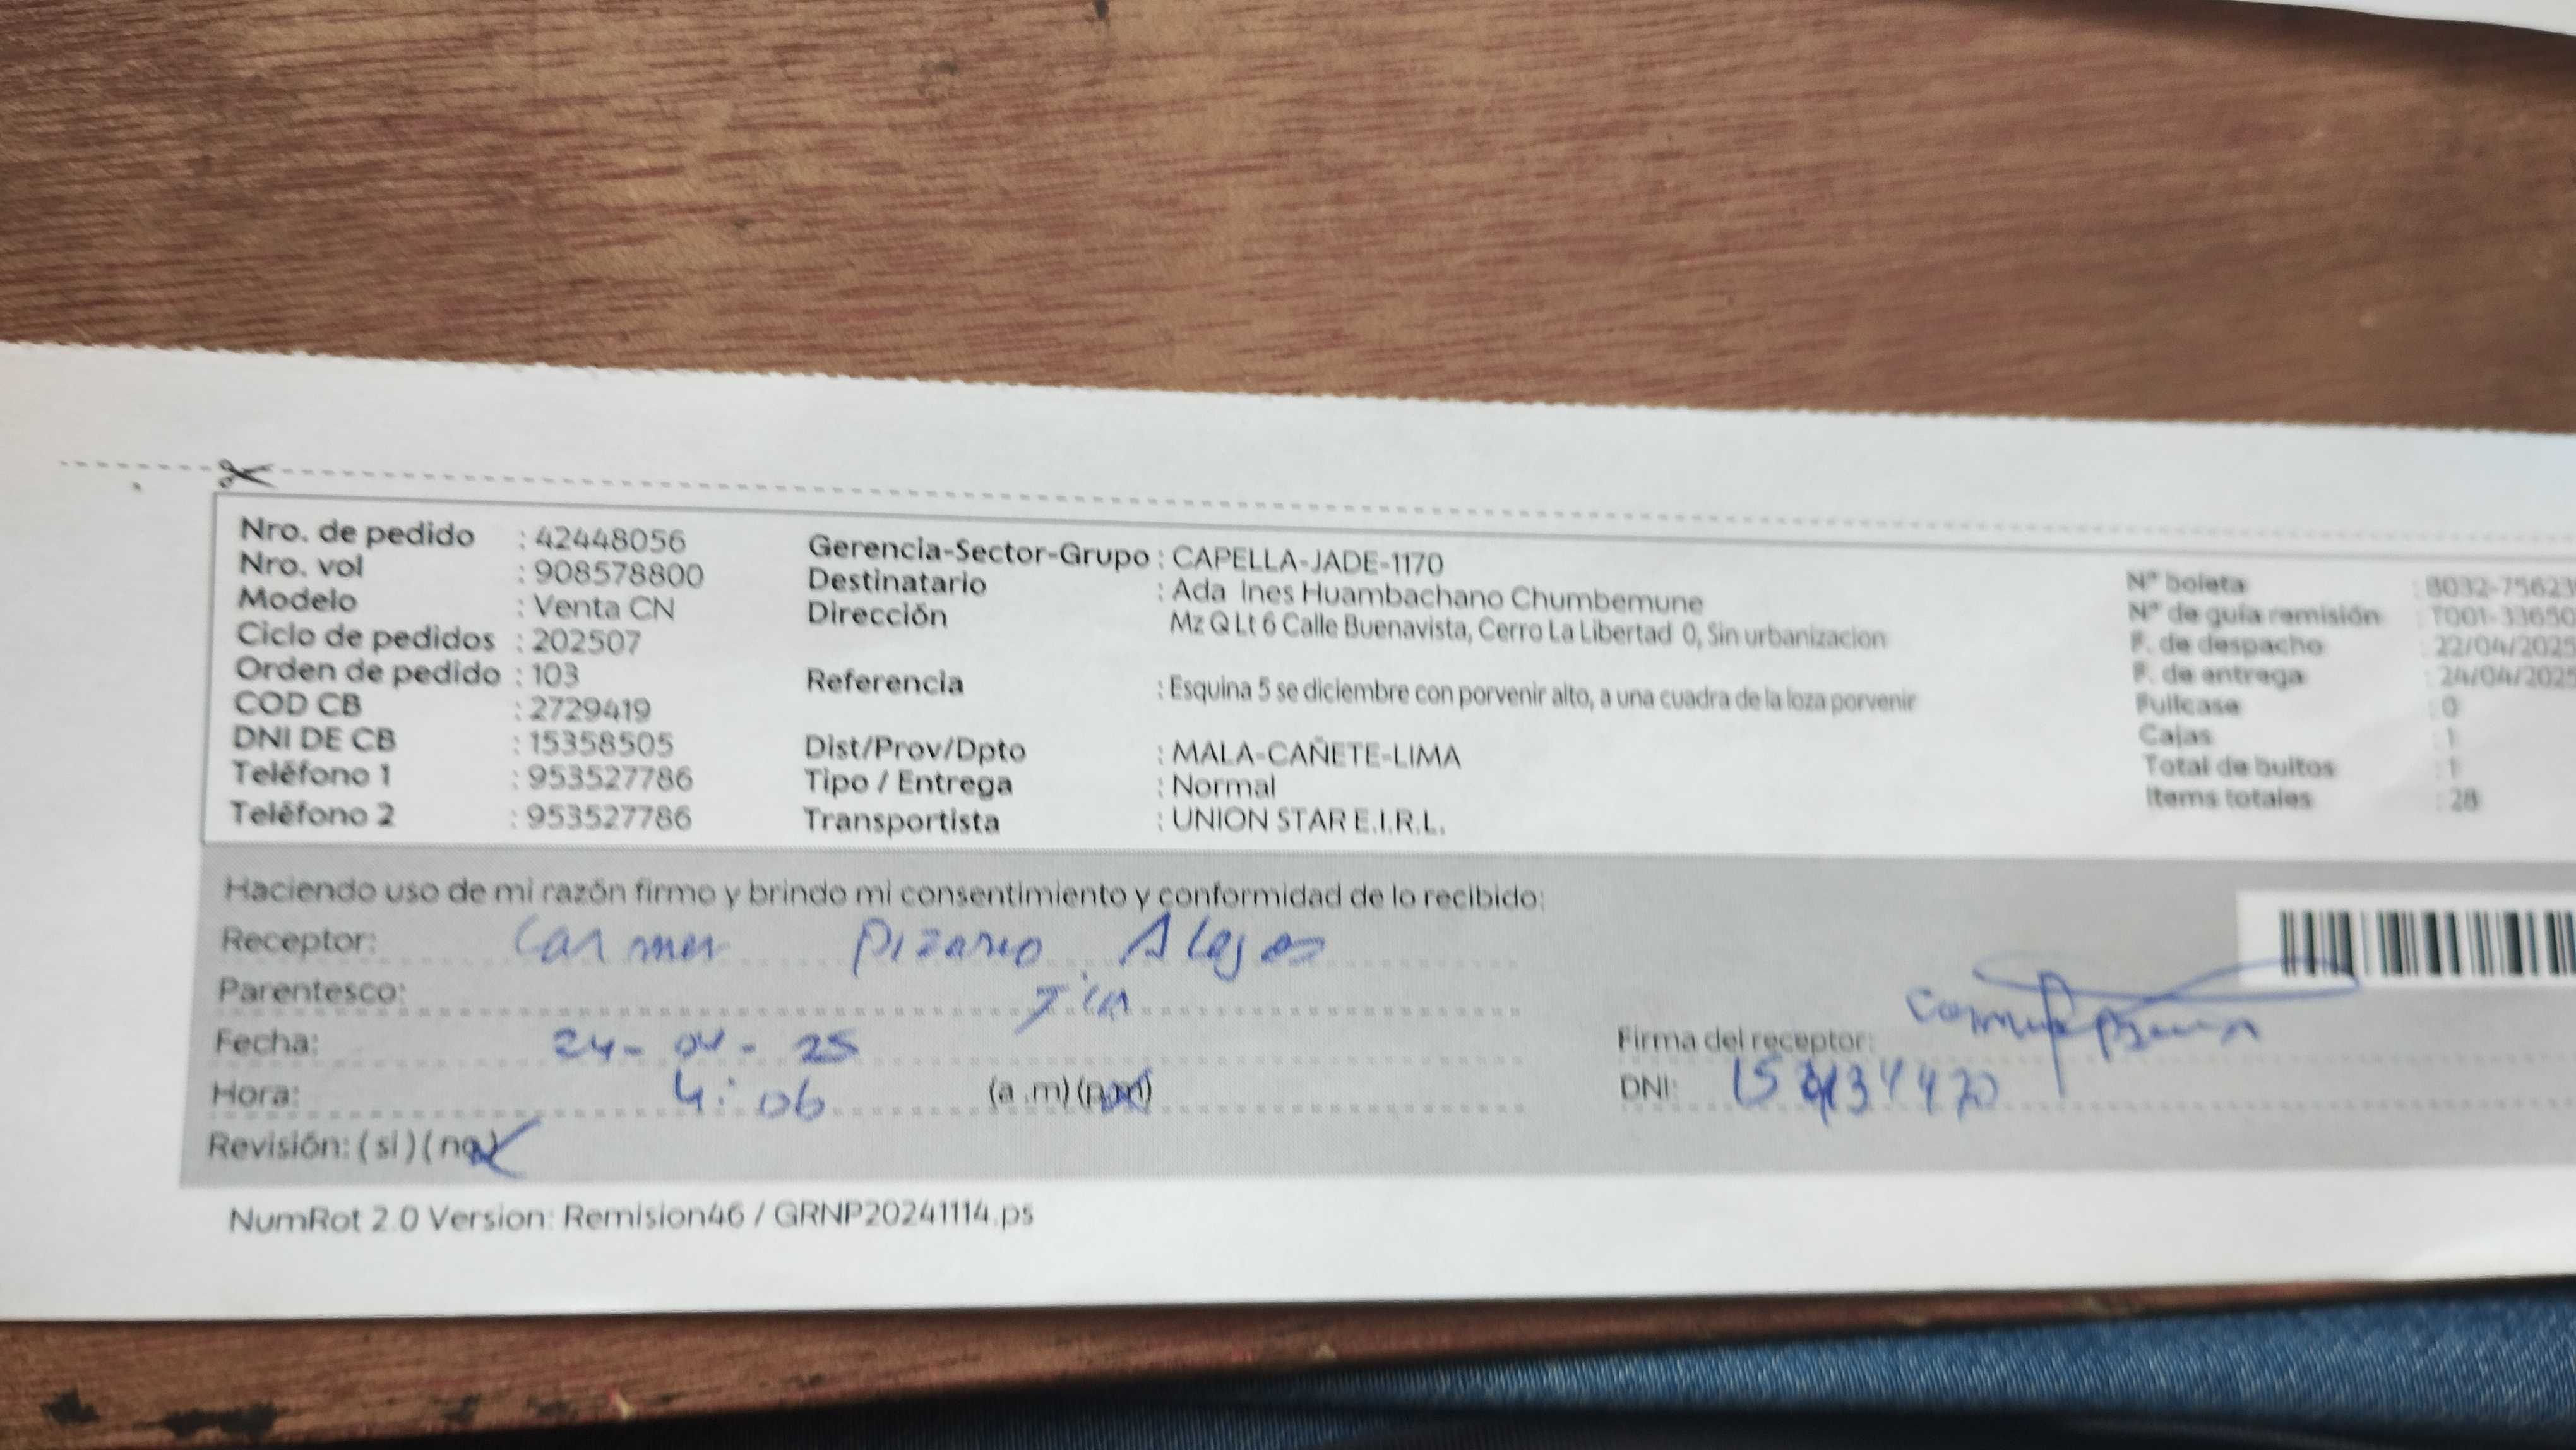 Nro. de pedido : 42448056
Nro. vol : 908578800
Modelo : Venta CN
Ciclo de pedidos : 202507
Orden de pedido : 103
COD CB : 2729419
DNI DE CB : 15358505
Teléfono 1 : 953527786
Teléfono 2 : 953527786
Gerencia-Sector-Grupo : CAPELLA-JADE-1170
Destinatario : Ada Ines Huambachano Chumbemune
Dirección Mz Q Lt 6 Calle Buenavista, Cerro La Libertad 0, Sin urbanizacion
Referencia : Esquina 5 se diciembre con porvenir alto, a una cuadra de la loza porvenir
Dist/Prov/Dpto : MALA-CAÑETE-LIMA
Tipo / Entrega : Normal
Transportista : UNION STAR E.I.R.L.
N° boleta : B032-75623
N° de guía remisión : T001-33650
F. de despacho : 22/04/2025
F. de entrega : 24/04/2025
Fullcase : 0
Cajas : 1
Total de bultos : 1
Items totales : 28
Haciendo uso de mi razón firmo y brindo mi consentimiento y conformidad de lo recibido:
Receptor: Carmen Pizarro Alejos
Parentesco: Tia
Fecha: 24-04-25
Hora: 4:06 (a .m) (p.m)
Revisión: ( si ) ( no )
Firma del receptor:
DNI:
NumRot 2.0 Version: Remision46 / GRNP20241114.ps